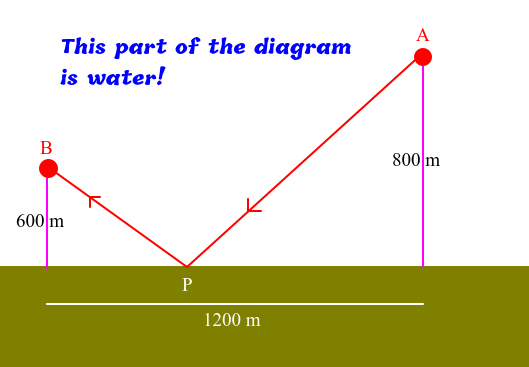 This part of the diagram
is water!
A
B
800 m
600 m
P
1200 m